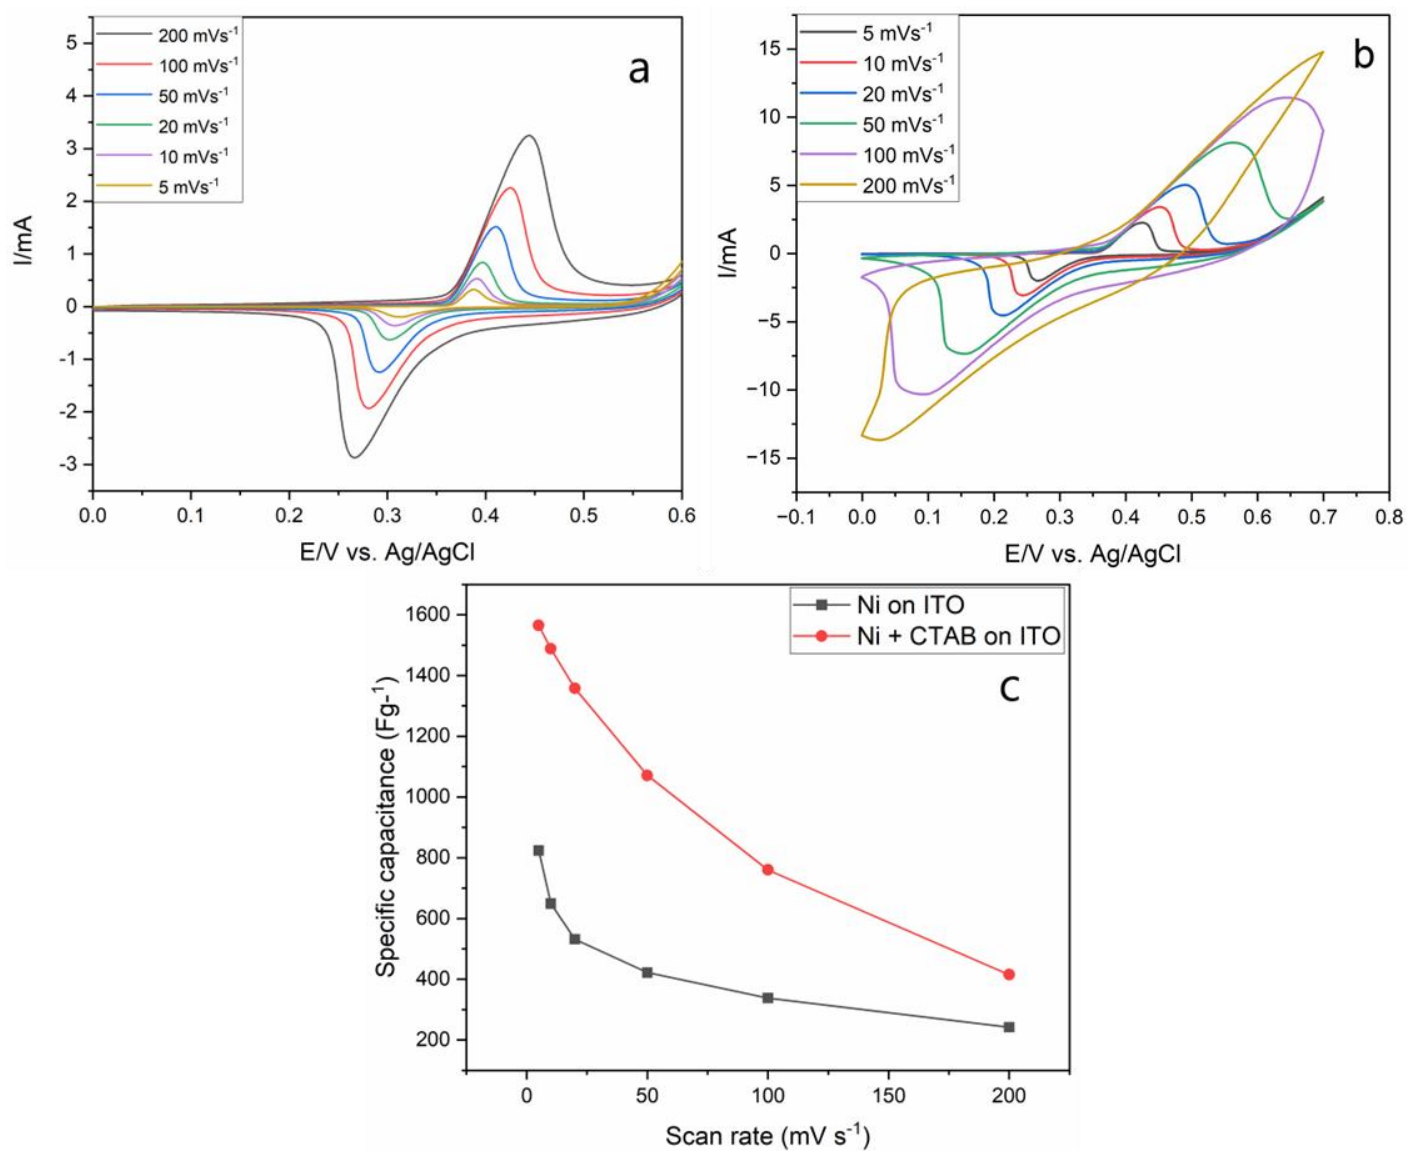 a
200 mVs-1
100 mVs-1
50 mVs-1
20 mVs-1
10 mVs-1
5 mVs-1
I/mA
5
4
3
2
1
0
-1
-2
-3
0.0 0.1 0.2 0.3 0.4 0.5 0.6
E/V vs. Ag/AgCl
b
5 mVs-1
10 mVs-1
20 mVs-1
50 mVs-1
100 mVs-1
200 mVs-1
I/mA
15
10
5
0
−5
−10
−15
−0.1 0.0 0.1 0.2 0.3 0.4 0.5 0.6 0.7 0.8
E/V vs. Ag/AgCl
Ni on ITO
Ni + CTAB on ITO
c
Specific capacitance (Fg-1)
1600
1400
1200
1000
800
600
400
200
0 50 100 150 200
Scan rate (mV s-1)